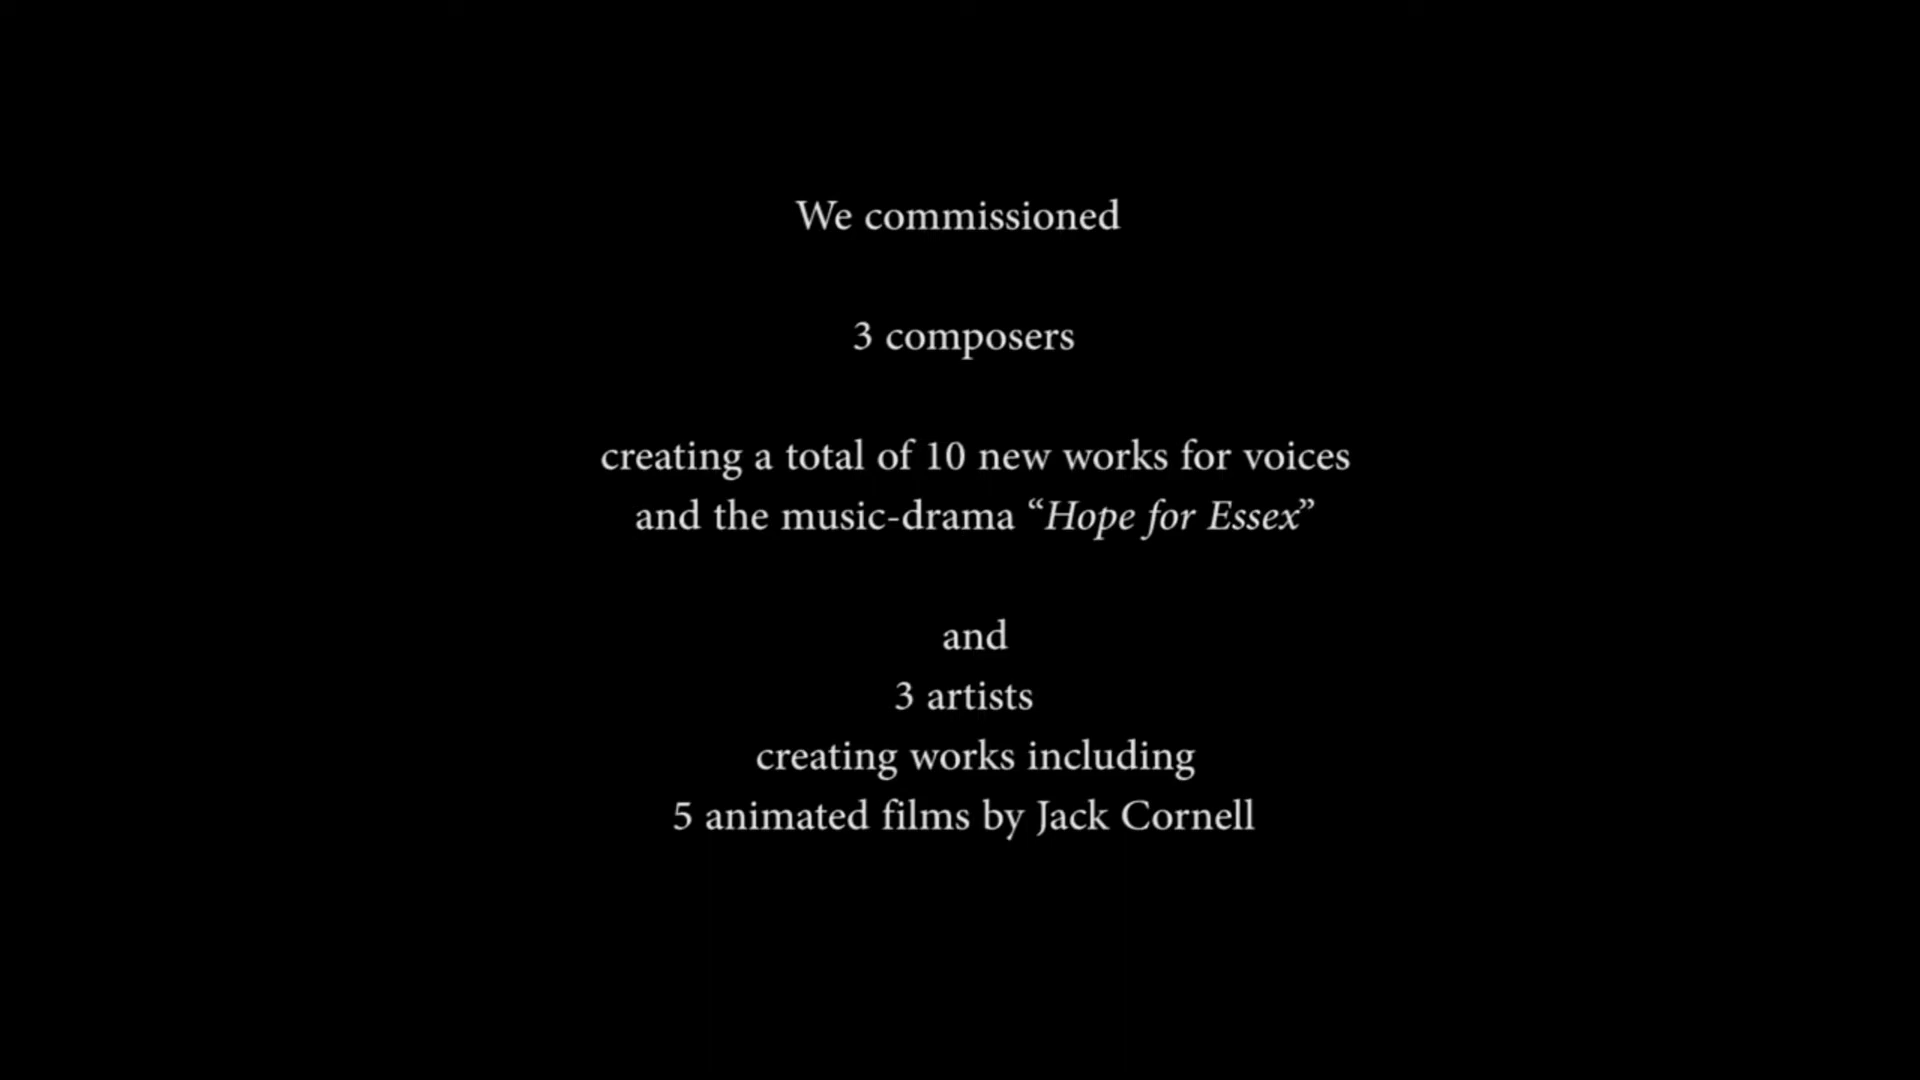 We commissioned
3 composers
creating a total of 10 new works for voices
and the music-drama “Hope for Essex”
and
3 artists
creating works including
5 animated films by Jack Cornell